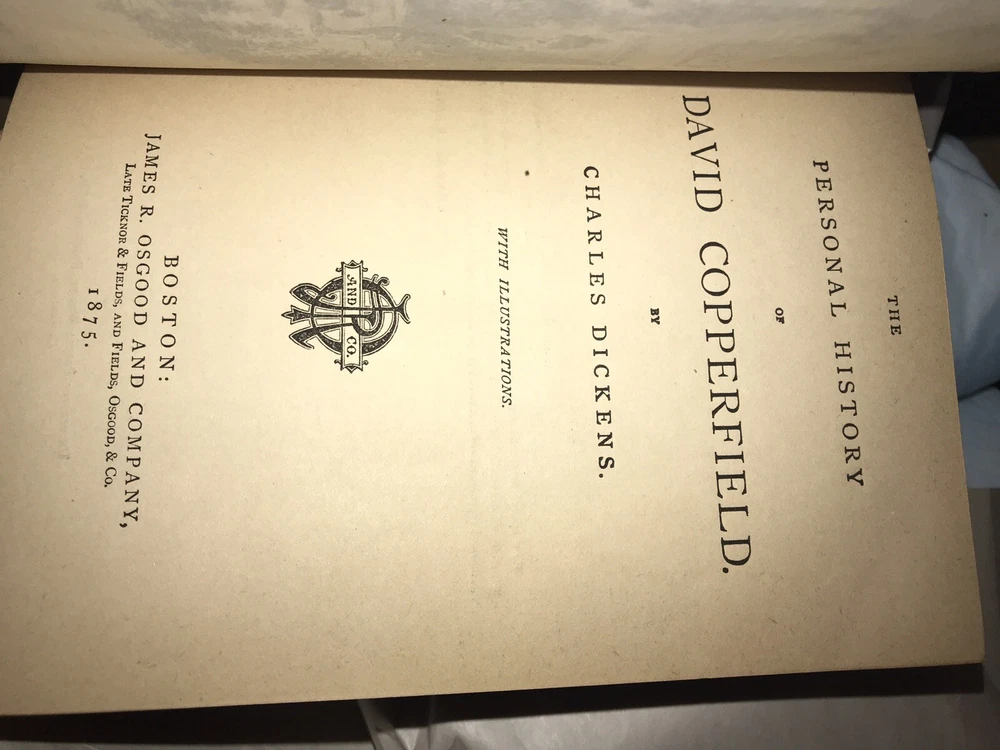 THE
PERSONAL HISTORY
OF
DAVID COPPERFIELD.
BY
CHARLES DICKENS.
WITH ILLUSTRATIONS.
AND
CO.
BOSTON:
JAMES R. OSGOOD AND COMPANY,
LATE TICKNOR & FIELDS, AND FIELDS, OSGOOD, & CO.
1875.